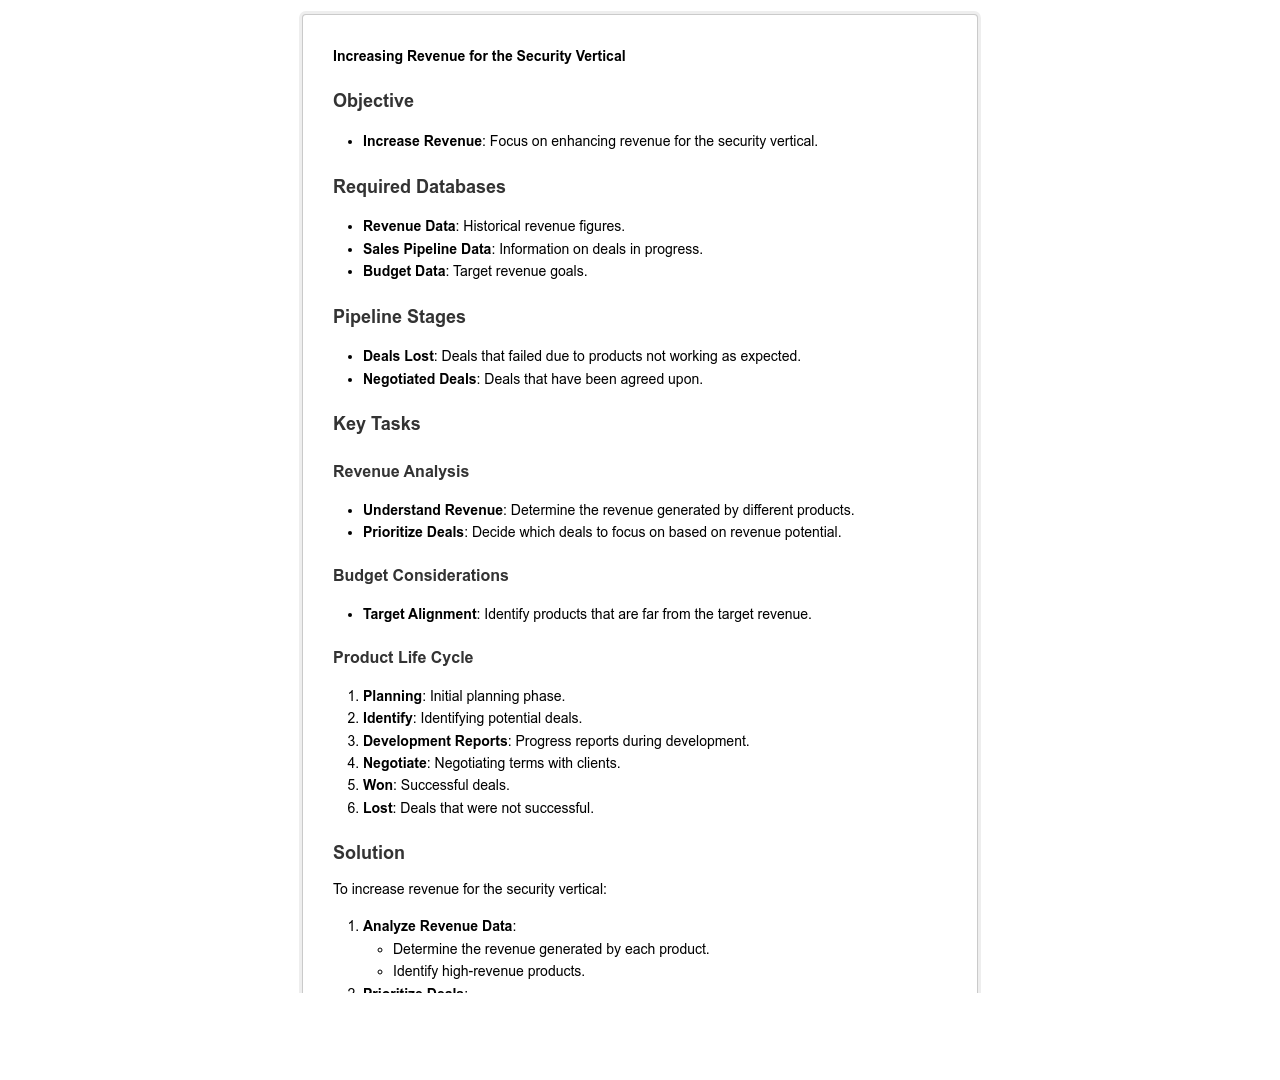 Increasing Revenue for the Security Vertical
Objective
• Increase Revenue: Focus on enhancing revenue for the security vertical.
Required Databases
• Revenue Data: Historical revenue figures.
• Sales Pipeline Data: Information on deals in progress.
• Budget Data: Target revenue goals.
Pipeline Stages
• Deals Lost: Deals that failed due to products not working as expected.
• Negotiated Deals: Deals that have been agreed upon.
Key Tasks
Revenue Analysis
• Understand Revenue: Determine the revenue generated by different products.
• Prioritize Deals: Decide which deals to focus on based on revenue potential.
Budget Considerations
• Target Alignment: Identify products that are far from the target revenue.
Product Life Cycle
1. Planning: Initial planning phase.
2. Identify: Identifying potential deals.
3. Development Reports: Progress reports during development.
4. Negotiate: Negotiating terms with clients.
5. Won: Successful deals.
6. Lost: Deals that were not successful.
Solution
To increase revenue for the security vertical:
1. Analyze Revenue Data:
◦ Determine the revenue generated by each product.
◦ Identify high-revenue products.
2. Prioritize Deals: